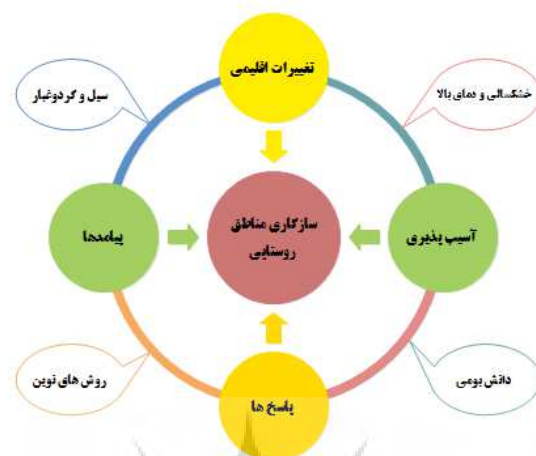 تغییرات اقلیمی
خشکسالی و دمای بالا
سیل و گردوغبار
آسیب پذیری
سازگاری مناطق
روستایی
پیامدها
دانش بومی
روش های نوین
پاسخ ها